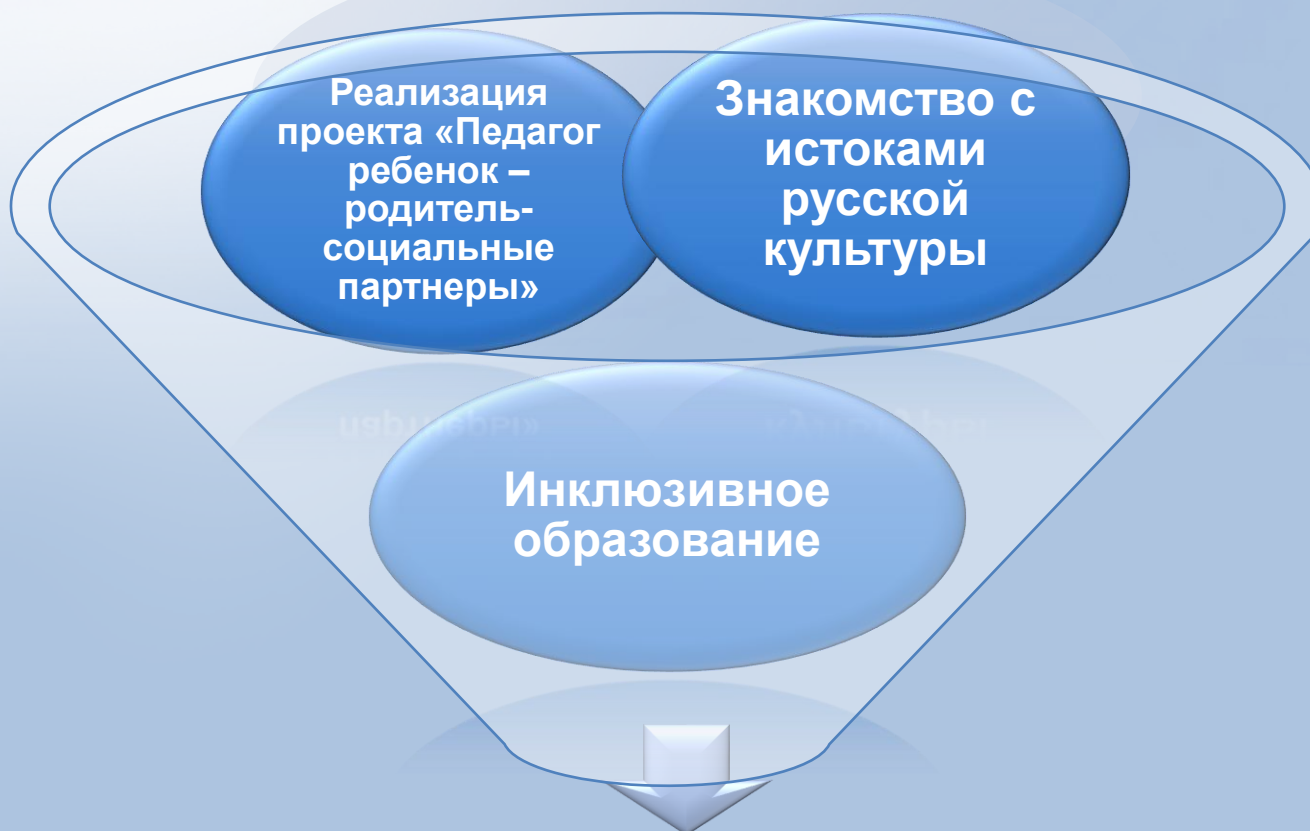 Реализация
проекта «Педагог
ребенок –
родитель-
социальные
партнеры»
Знакомство с
истоками
русской
культуры
Инклюзивное
образование